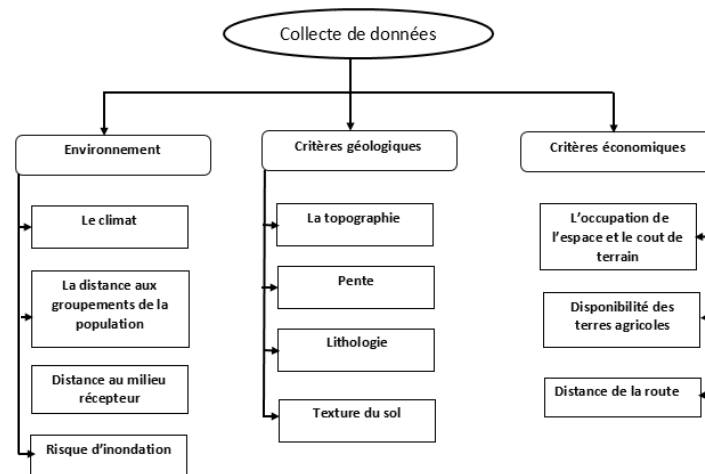 Collecte de données
Environnement
Critères géologiques
Critères économiques
Le climat
La distance aux
groupements de la
population
Distance au milieu
récepteur
Risque d'inondation
La topographie
Pente
Lithologie
Texture du sol
L'occupation de
l'espace et le cout de
terrain
Disponibilité des
terres agricoles
Distance de la route